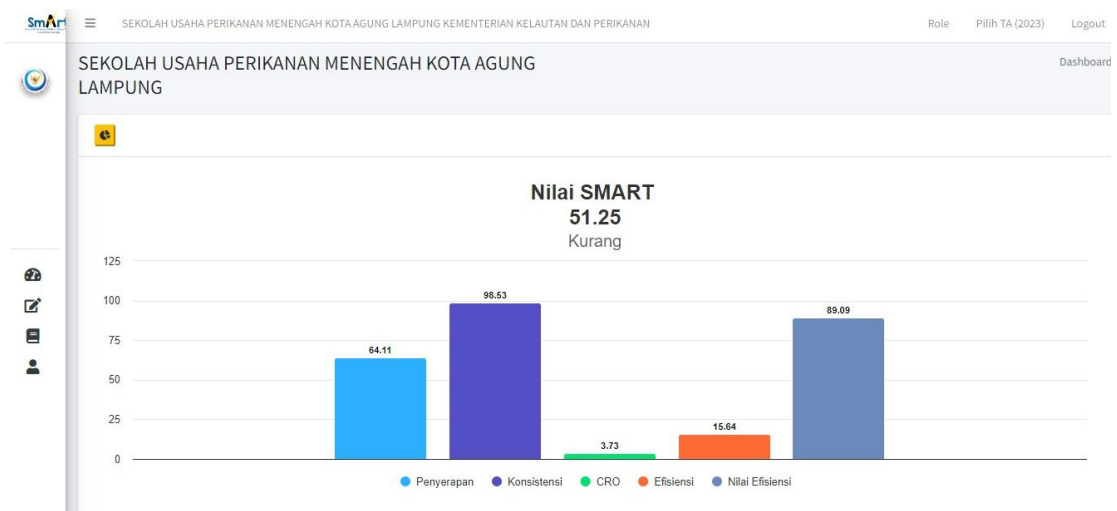 SmArt
SEKOLAH USAHA PERIKANAN MENENGAH KOTA AGUNG LAMPUNG KEMENTERIAN KELAUTAN DAN PERIKANAN
Role
Pilih TA (2023)
Logout
SEKOLAH USAHA PERIKANAN MENENGAH KOTA AGUNG
LAMPUNG
Dashboard
Nilai SMART
51.25
Kurang
125
100
75
50
25
0
64.11
98.53
3.73
15.64
89.09
Penyerapan
Konsistensi
CRO
Efisiensi
Nilai Efisiensi